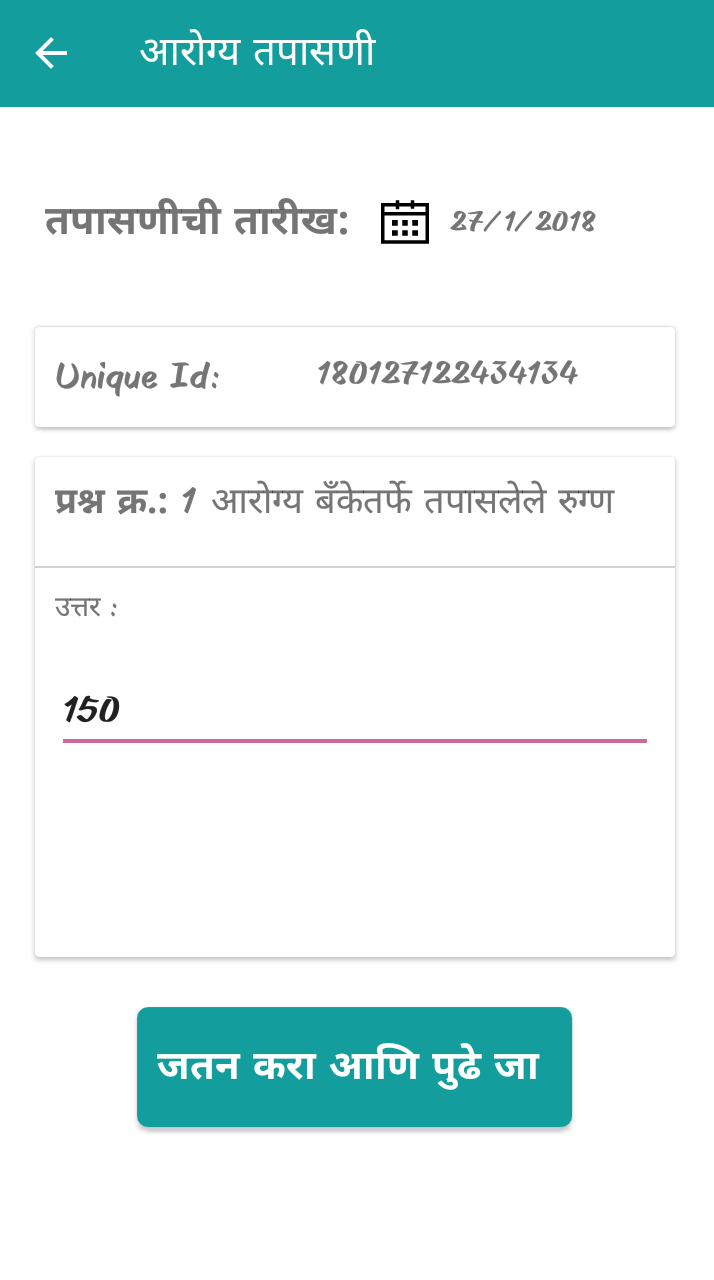 आरोग्य तपासणी
तपासणीची तारीख: 27/1/2018
Unique Id: 180127122434134
प्रश्न क्र.: 1 आरोग्य बँकेतर्फे तपासलेले रुग्ण
उत्तर :
150
जतन करा आणि पुढे जा